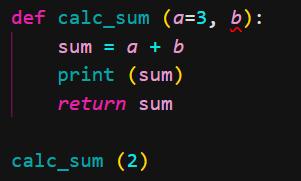 def calc_sum (a=3, b):
    sum = a + b
    print (sum)
    return sum
calc_sum (2)